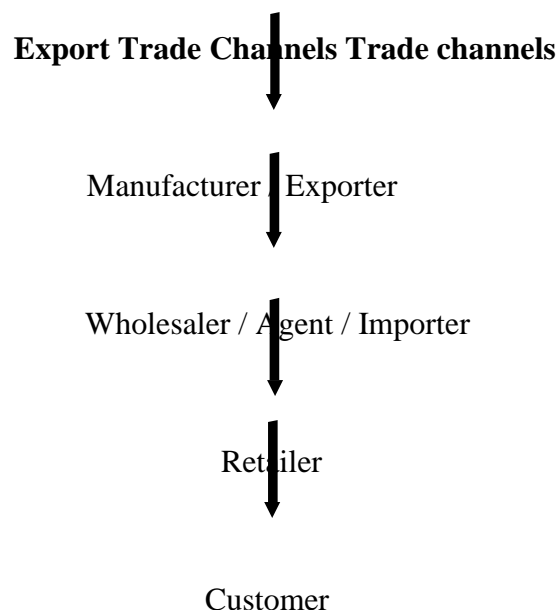 Export Trade Channels Trade channels
Manufacturer / Exporter
Wholesaler / Agent / Importer
Retailer
Customer